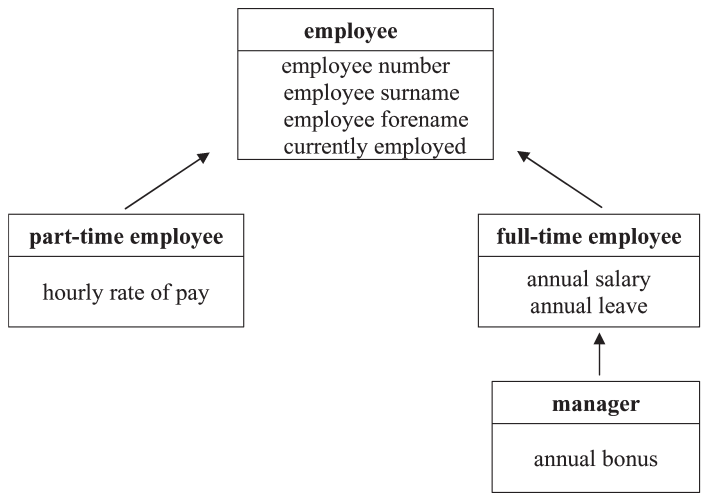 employee
employee number
employee surname
employee forename
currently employed
part-time employee
hourly rate of pay
full-time employee
annual salary
annual leave
manager
annual bonus